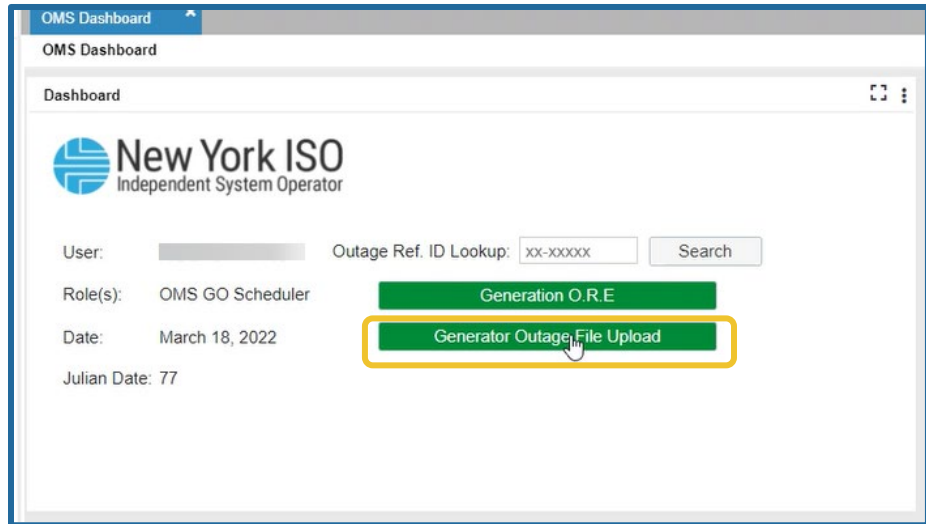 OMS Dashboard
OMS Dashboard
Dashboard
New York ISO
Independent System Operator
User: Outage Ref. ID Lookup: xx-xxxxx Search
Role(s): OMS GO Scheduler Generation O.R.E
Date: March 18, 2022 Generator Outage File Upload
Julian Date: 77